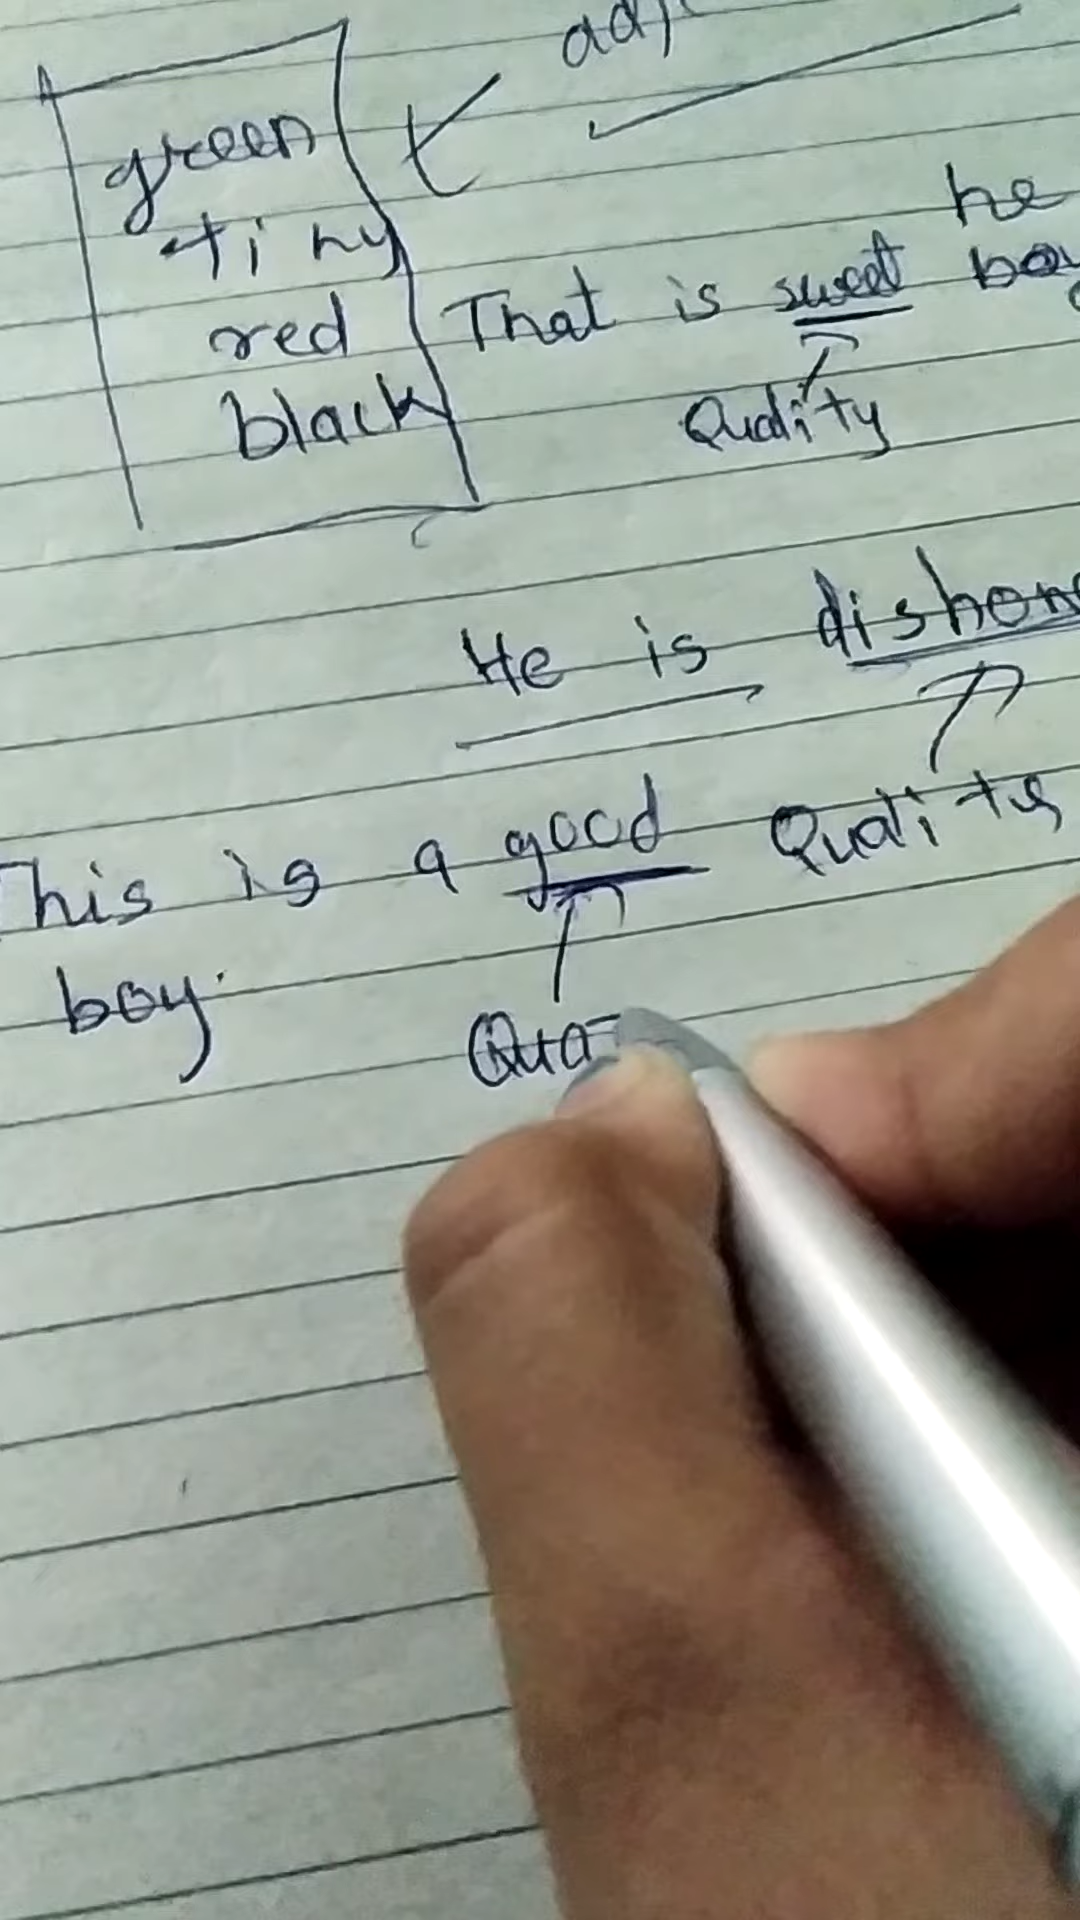 adj
green
tiny
he
red
That is sweet boy
black
Quality
He is dishon
This is a good
Quality
boy.
Qua